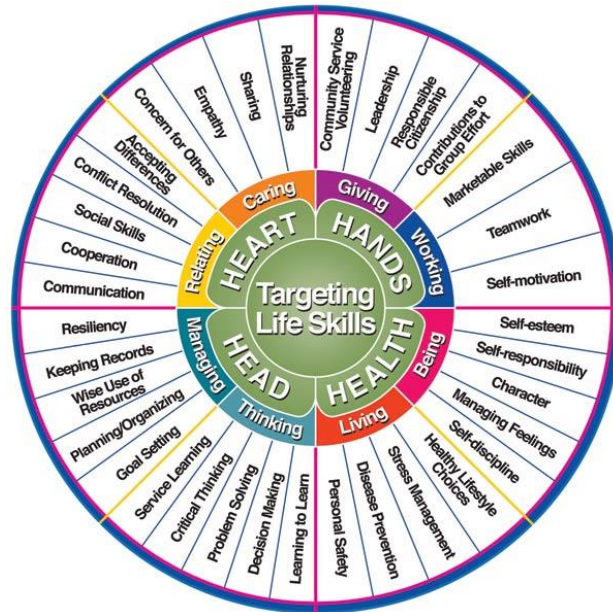 Targeting
Life Skills
HEART
HANDS
HEALTH
HEAD
Caring
Giving
Working
Being
Living
Thinking
Managing
Relating
Nurturing
Relationships
Sharing
Empathy
Concern for Others
Accepting
Differences
Conflict Resolution
Social Skills
Cooperation
Communication
Community Service
Volunteering
Leadership
Responsible
Citizenship
Contributions to
Group Effort
Marketable Skills
Teamwork
Self-motivation
Self-esteem
Self-responsibility
Character
Managing Feelings
Self-discipline
Healthy Lifestyle
Choices
Stress Management
Disease Prevention
Personal Safety
Learning to Learn
Decision Making
Problem Solving
Critical Thinking
Service Learning
Goal Setting
Planning/Organizing
Wise Use of
Resources
Keeping Records
Resiliency